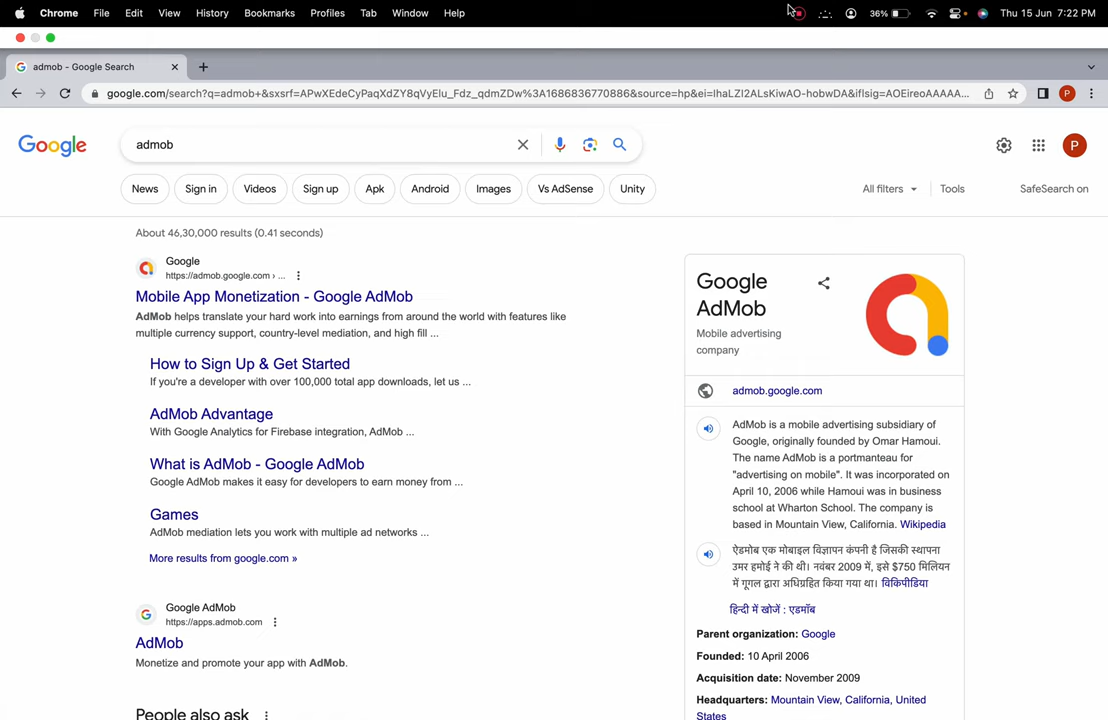 Chrome File Edit View History Bookmarks Profiles Tab Window Help 36% Thu 15 Jun 7:22 PM
admob - Google Search
google.com/search?q=admob+&sxsrf=APwXEdeCyPaqXdZY8qVyElu_Fdz_qdmZDw%3A1686836770886&source=hp&ei=IhaLZI2ALsKiwAO-hobwDA&iflsig=AOEireoAAAAA... P
Google admob P
News Sign in Videos Sign up Apk Android Images Vs AdSense Unity All filters Tools SafeSearch on
About 46,30,000 results (0.41 seconds)
Google
https://admob.google.com › ...
Mobile App Monetization - Google AdMob
AdMob helps translate your hard work into earnings from around the world with features like
multiple currency support, country-level mediation, and high fill ...
How to Sign Up & Get Started
If you're a developer with over 100,000 total app downloads, let us ...
AdMob Advantage
With Google Analytics for Firebase integration, AdMob ...
What is AdMob - Google AdMob
Google AdMob makes it easy for developers to earn money from ...
Games
AdMob mediation lets you work with multiple ad networks ...
More results from google.com »
Google AdMob
https://apps.admob.com
AdMob
Monetize and promote your app with AdMob.
People also ask
Google
AdMob
Mobile advertising
company
admob.google.com
AdMob is a mobile advertising subsidiary of
Google, originally founded by Omar Hamoui.
The name AdMob is a portmanteau for
"advertising on mobile". It was incorporated on
April 10, 2006 while Hamoui was in business
school at Wharton School. The company is
based in Mountain View, California. Wikipedia
ऐडमोब एक मोबाइल विज्ञापन कंपनी है जिसकी स्थापना
उमर हमोई ने की थी। नवंबर 2009 में, इसे $750 मिलियन
में गूगल द्वारा अधिग्रहित किया गया था। विकिपीडिया
हिन्दी में खोजें : एडमॉब
Parent organization: Google
Founded: 10 April 2006
Acquisition date: November 2009
Headquarters: Mountain View, California, United
States